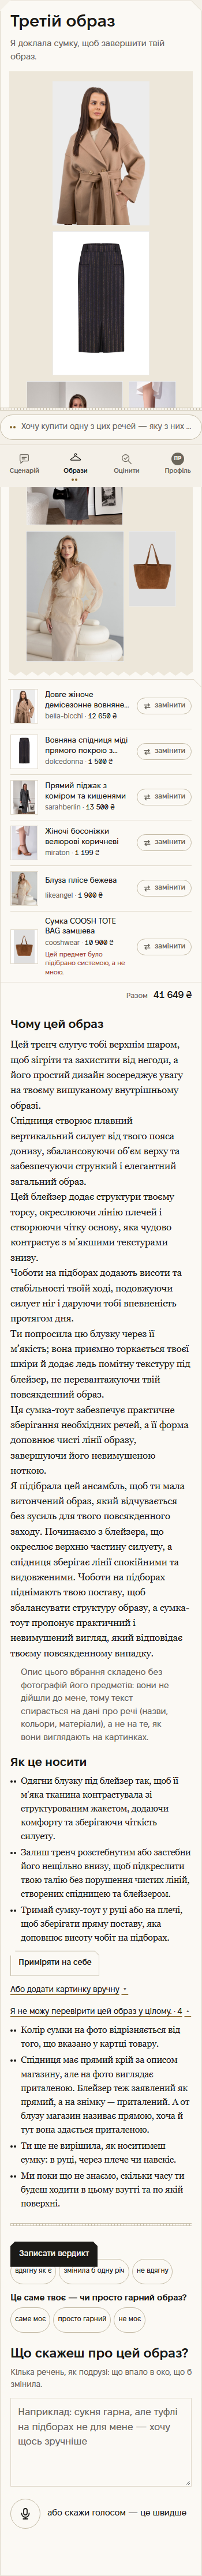 Третій образ
Я доклала сумку, щоб завершити твій
образ.
Хочу купити одну з цих речей — яку з них ...
Сценарій
Образи
Оцінити
ПР
Профіль
Довге жіноче
демісезонне вовняне…
bella-bicchi · 12 650 ₴
замінити
Вовняна спідниця міді
прямого покрою з…
dolcedonna · 1 500 ₴
замінити
Прямий піджак з
коміром та кишенями
sarahberlin · 13 500 ₴
замінити
Жіночі босоніжки
велюрові коричневі
miraton · 1 199 ₴
замінити
Блуза плісе бежева
ilkeangel · 1 900 ₴
замінити
Сумка COOSH TOTE
BAG замшева
cooshwear · 10 900 ₴
Цей предмет було
підібрано системою, а не
мною.
замінити
Разом 41 649 ₴
Чому цей образ
Цей тренч слугує тобі верхнім шаром,
щоб зігріти та захистити від негоди, а
його простий дизайн зосереджує увагу
на твоєму вишуканому внутрішньому
образі.
Спідниця створює плавний
вертикальний силует від твого пояса
донизу, збалансовуючи об'єм верху та
забезпечуючи стрункий і елегантний
загальний образ.
Цей блейзер додає структури твоєму
торсу, окреслюючи лінію плечей і
створюючи чітку основу, яка чудово
контрастує з м'якшими текстурами
знизу.
Чоботи на підборах додають висоти та
стабільності твоїй ході, подовжуючи
силует ніг і даруючи тобі впевненість
протягом дня.
Ти попросила цю блузку через її
м'якість; вона приємно торкається твоєї
шкіри й додає ледь помітну текстуру під
блейзер, не перевантажуючи твій
повсякденний образ.
Ця сумка-тоут забезпечує практичне
зберігання необхідних речей, а її форма
доповнює чисті лінії образу,
завершуючи його невимушеною
ноткою.
Я підібрала цей ансамбль, щоб ти мала
витончений образ, який відчувається
без зусиль для твого повсякденного
заходу. Починаємо з блейзера, що
окреслює верхню частину силуету, а
спідниця зберігає лінії спокійними та
видовженими. Чоботи на підборах
піднімають твою поставу, щоб
збалансувати структуру образу, а сумка-
тоут пропонує практичний і
невимушений вигляд, який відповідає
твоєму повсякденному виходу.
Опис цього вбрання складено без
фотографій його предметів: вони не
дійшли до мене, тому текст
спирається на дані про речі (назви,
кольори, матеріали), а не на те, як
вони виглядають на картинках.
Як це носити
Одягни блузку під блейзер так, щоб її
м'яка тканина контрастувала зі
структурованим жакетом, додаючи
комфорту та зберігаючи чіткість
силуету.
Залиш тренч розстебнутим або застебни
його нещільно внизу, щоб підкреслити
твою талію без порушення чистих ліній,
створених спідницею та блейзером.
Тримай сумку-тоут у руці або на плечі,
щоб зберігати пряму поставу, яка
доповнює висоту чобіт на підборах.
Приміряти на себе
Або додати картинку вручну
Я не можу перевірити цей образ у цілому. · 4
Колір сумки на фото відрізняється від
того, що вказано у картці товару.
Спідниця має прямий крій за описом
магазину, але на фото виглядає
приталеною. Блейзер теж заявлений як
прямий, а на знімку — приталений. А от
блузу магазин називає прямою, хоча й
тут вона здається приталеною.
Ти ще не вирішила, як носитимеш
сумку: в руці, через плече чи навскіс.
Ми поки що не знаємо, скільки часу ти
будеш ходити в цьому взутті та по якій
поверхні.
Записати вердикт
вдягну як є
змінила б одну річ
не вдягну
Це саме твоє — чи просто гарний образ?
саме моє
просто гарний
не моє
Що скажеш про цей образ?
Кілька речень, як подрузі: що впало в око, що б
змінила.
Наприклад: сукня гарна, але туфлі
на підборах не для мене — хочу
щось зручніше
або скажи голосом — це швидше